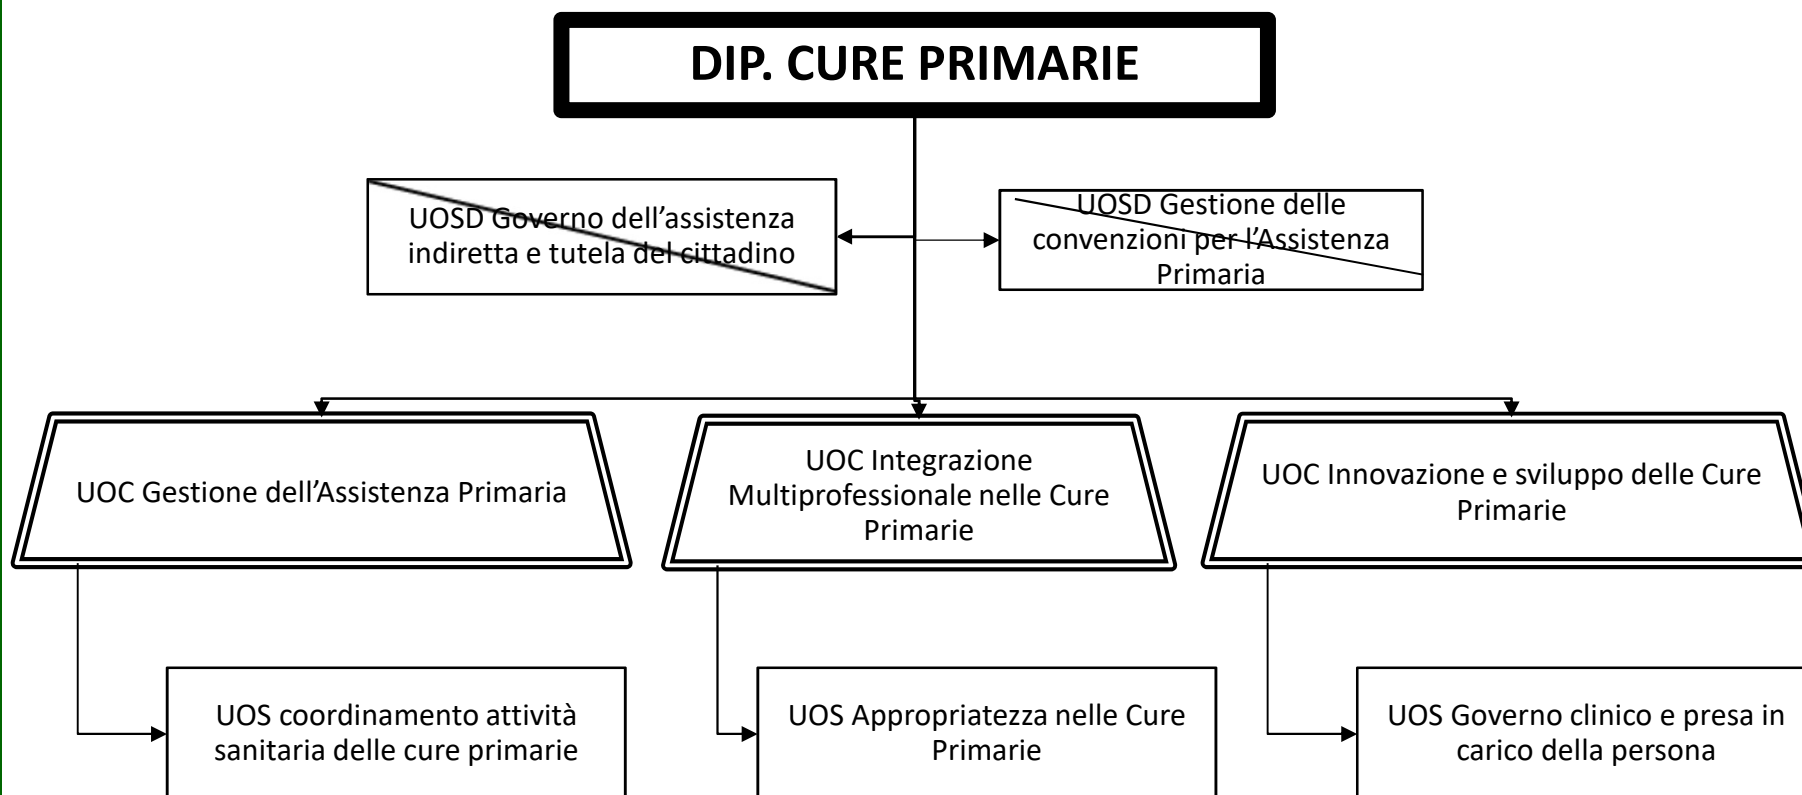 DIP. CURE PRIMARIE
UOSD Governo dell’assistenza
indiretta e tutela del cittadino
UOSD Gestione delle
convenzioni per l’Assistenza
Primaria
UOC Gestione dell’Assistenza Primaria
UOC Integrazione
Multiprofessionale nelle Cure
Primarie
UOC Innovazione e sviluppo delle Cure
Primarie
UOS coordinamento attività
sanitaria delle cure primarie
UOS Appropriatezza nelle Cure
Primarie
UOS Governo clinico e presa in
carico della persona